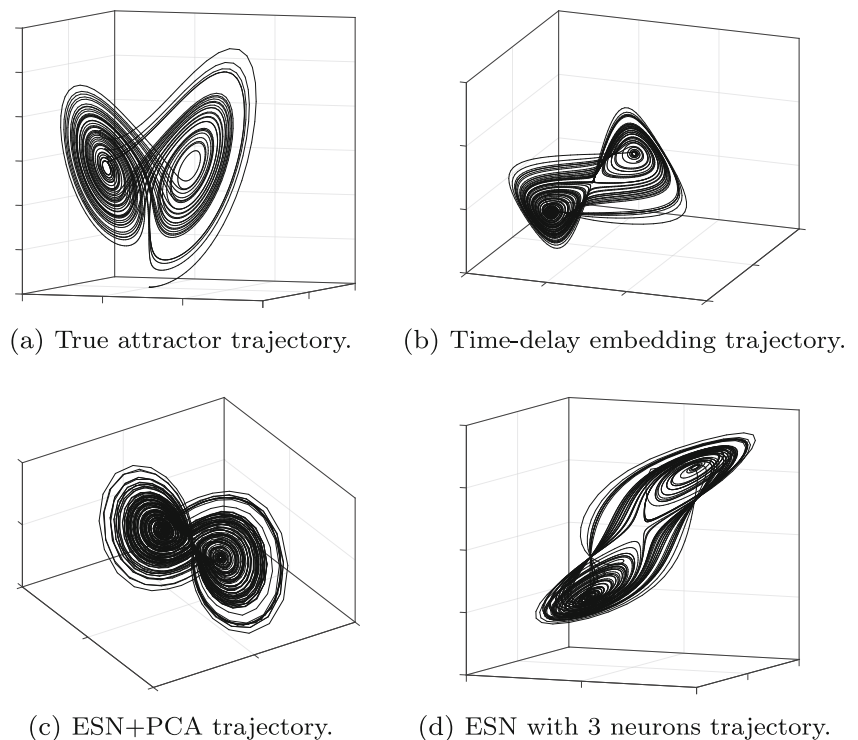 (a) True attractor trajectory.
(b) Time-delay embedding trajectory.
(c) ESN+PCA trajectory.
(d) ESN with 3 neurons trajectory.